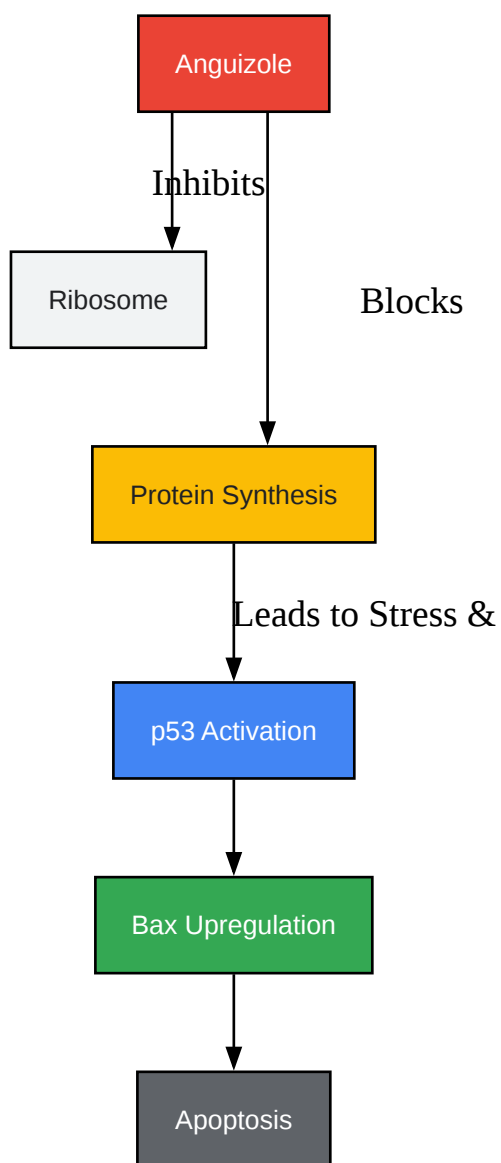 Anguizole
Inhibits
Ribosome
Blocks
Protein Synthesis
Leads to Stress &
p53 Activation
Bax Upregulation
Apoptosis